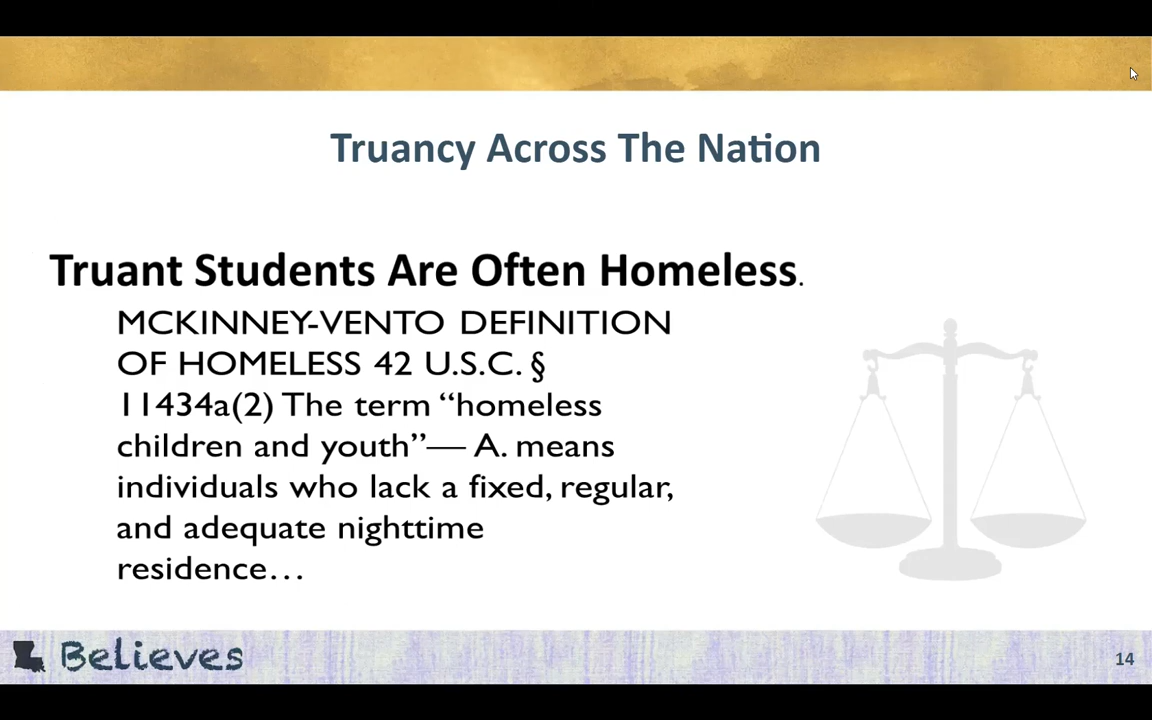 Truancy Across The Nation
Truant Students Are Often Homeless.
MCKINNEY-VENTO DEFINITION
OF HOMELESS 42 U.S.C. §
11434a(2) The term “homeless
children and youth”— A. means
individuals who lack a fixed, regular,
and adequate nighttime
residence…
Believes
14